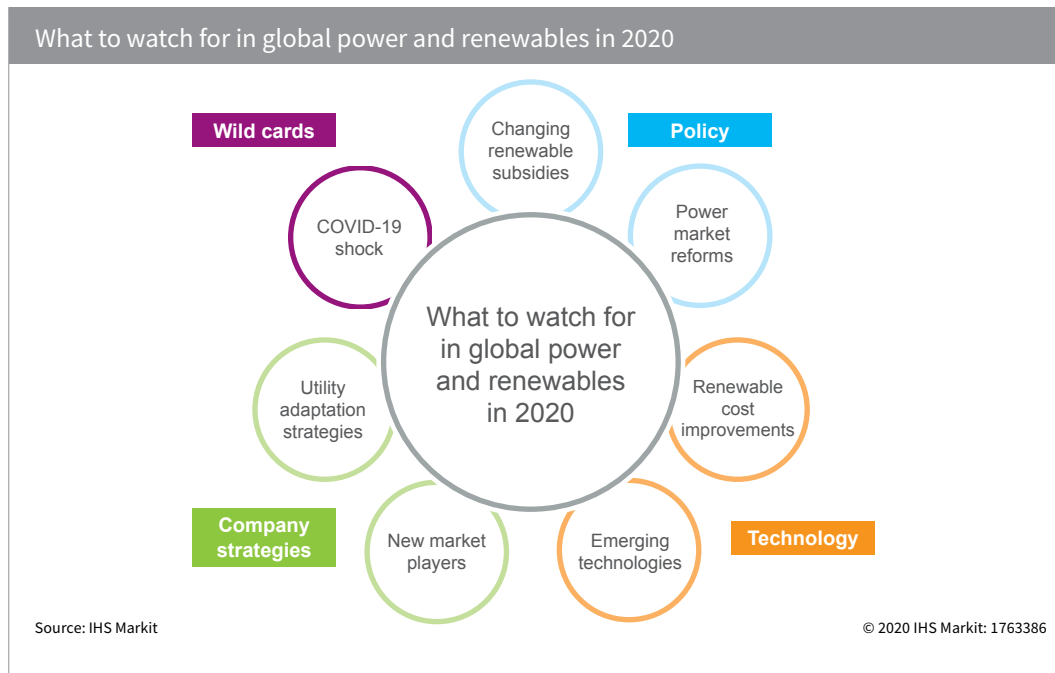 What to watch for in global power and renewables in 2020
Wild cards
Changing
renewable
subsidies
Policy
COVID-19
shock
Power
market
reforms
What to watch for
in global power
and renewables
in 2020
Utility
adaptation
strategies
Renewable
cost
improvements
Company
strategies
New market
players
Emerging
technologies
Technology
Source: IHS Markit
© 2020 IHS Markit: 1763386